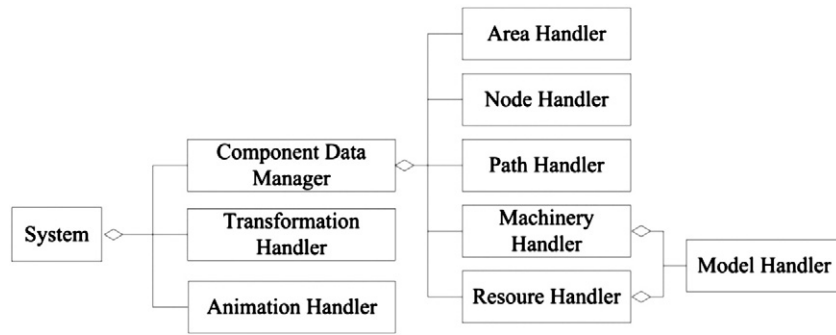 Area Handler
Node Handler
Component Data
Manager
Path Handler
System
Transformation
Handler
Machinery
Handler
Model Handler
Animation Handler
Resoure Handler